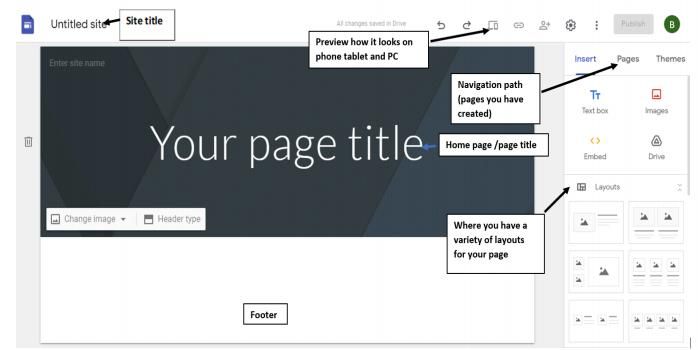 Untitled site
Site title
All changes saved in Drive
Publish
B
Preview how it looks on
phone tablet and PC
Enter site name
Insert
Pages
Themes
Navigation path
(pages you have
created)
Text box
Images
Your page title
Home page /page title
Embed
Drive
Layouts
Change image
Header type
Where you have a
variety of layouts
for your page
Footer